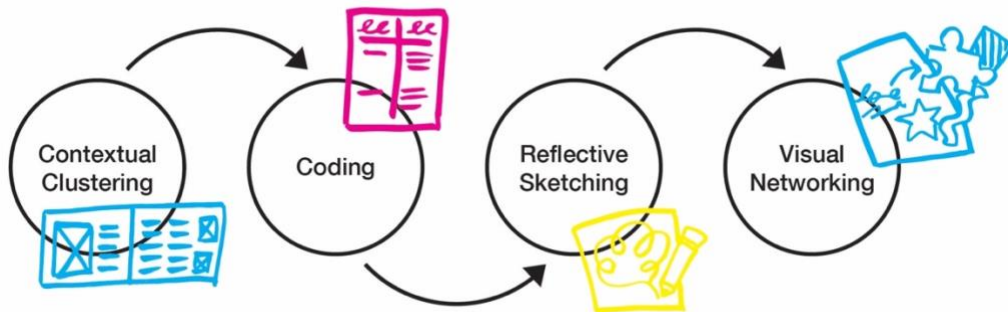 Contextual
Clustering
Coding
Reflective
Sketching
Visual
Networking